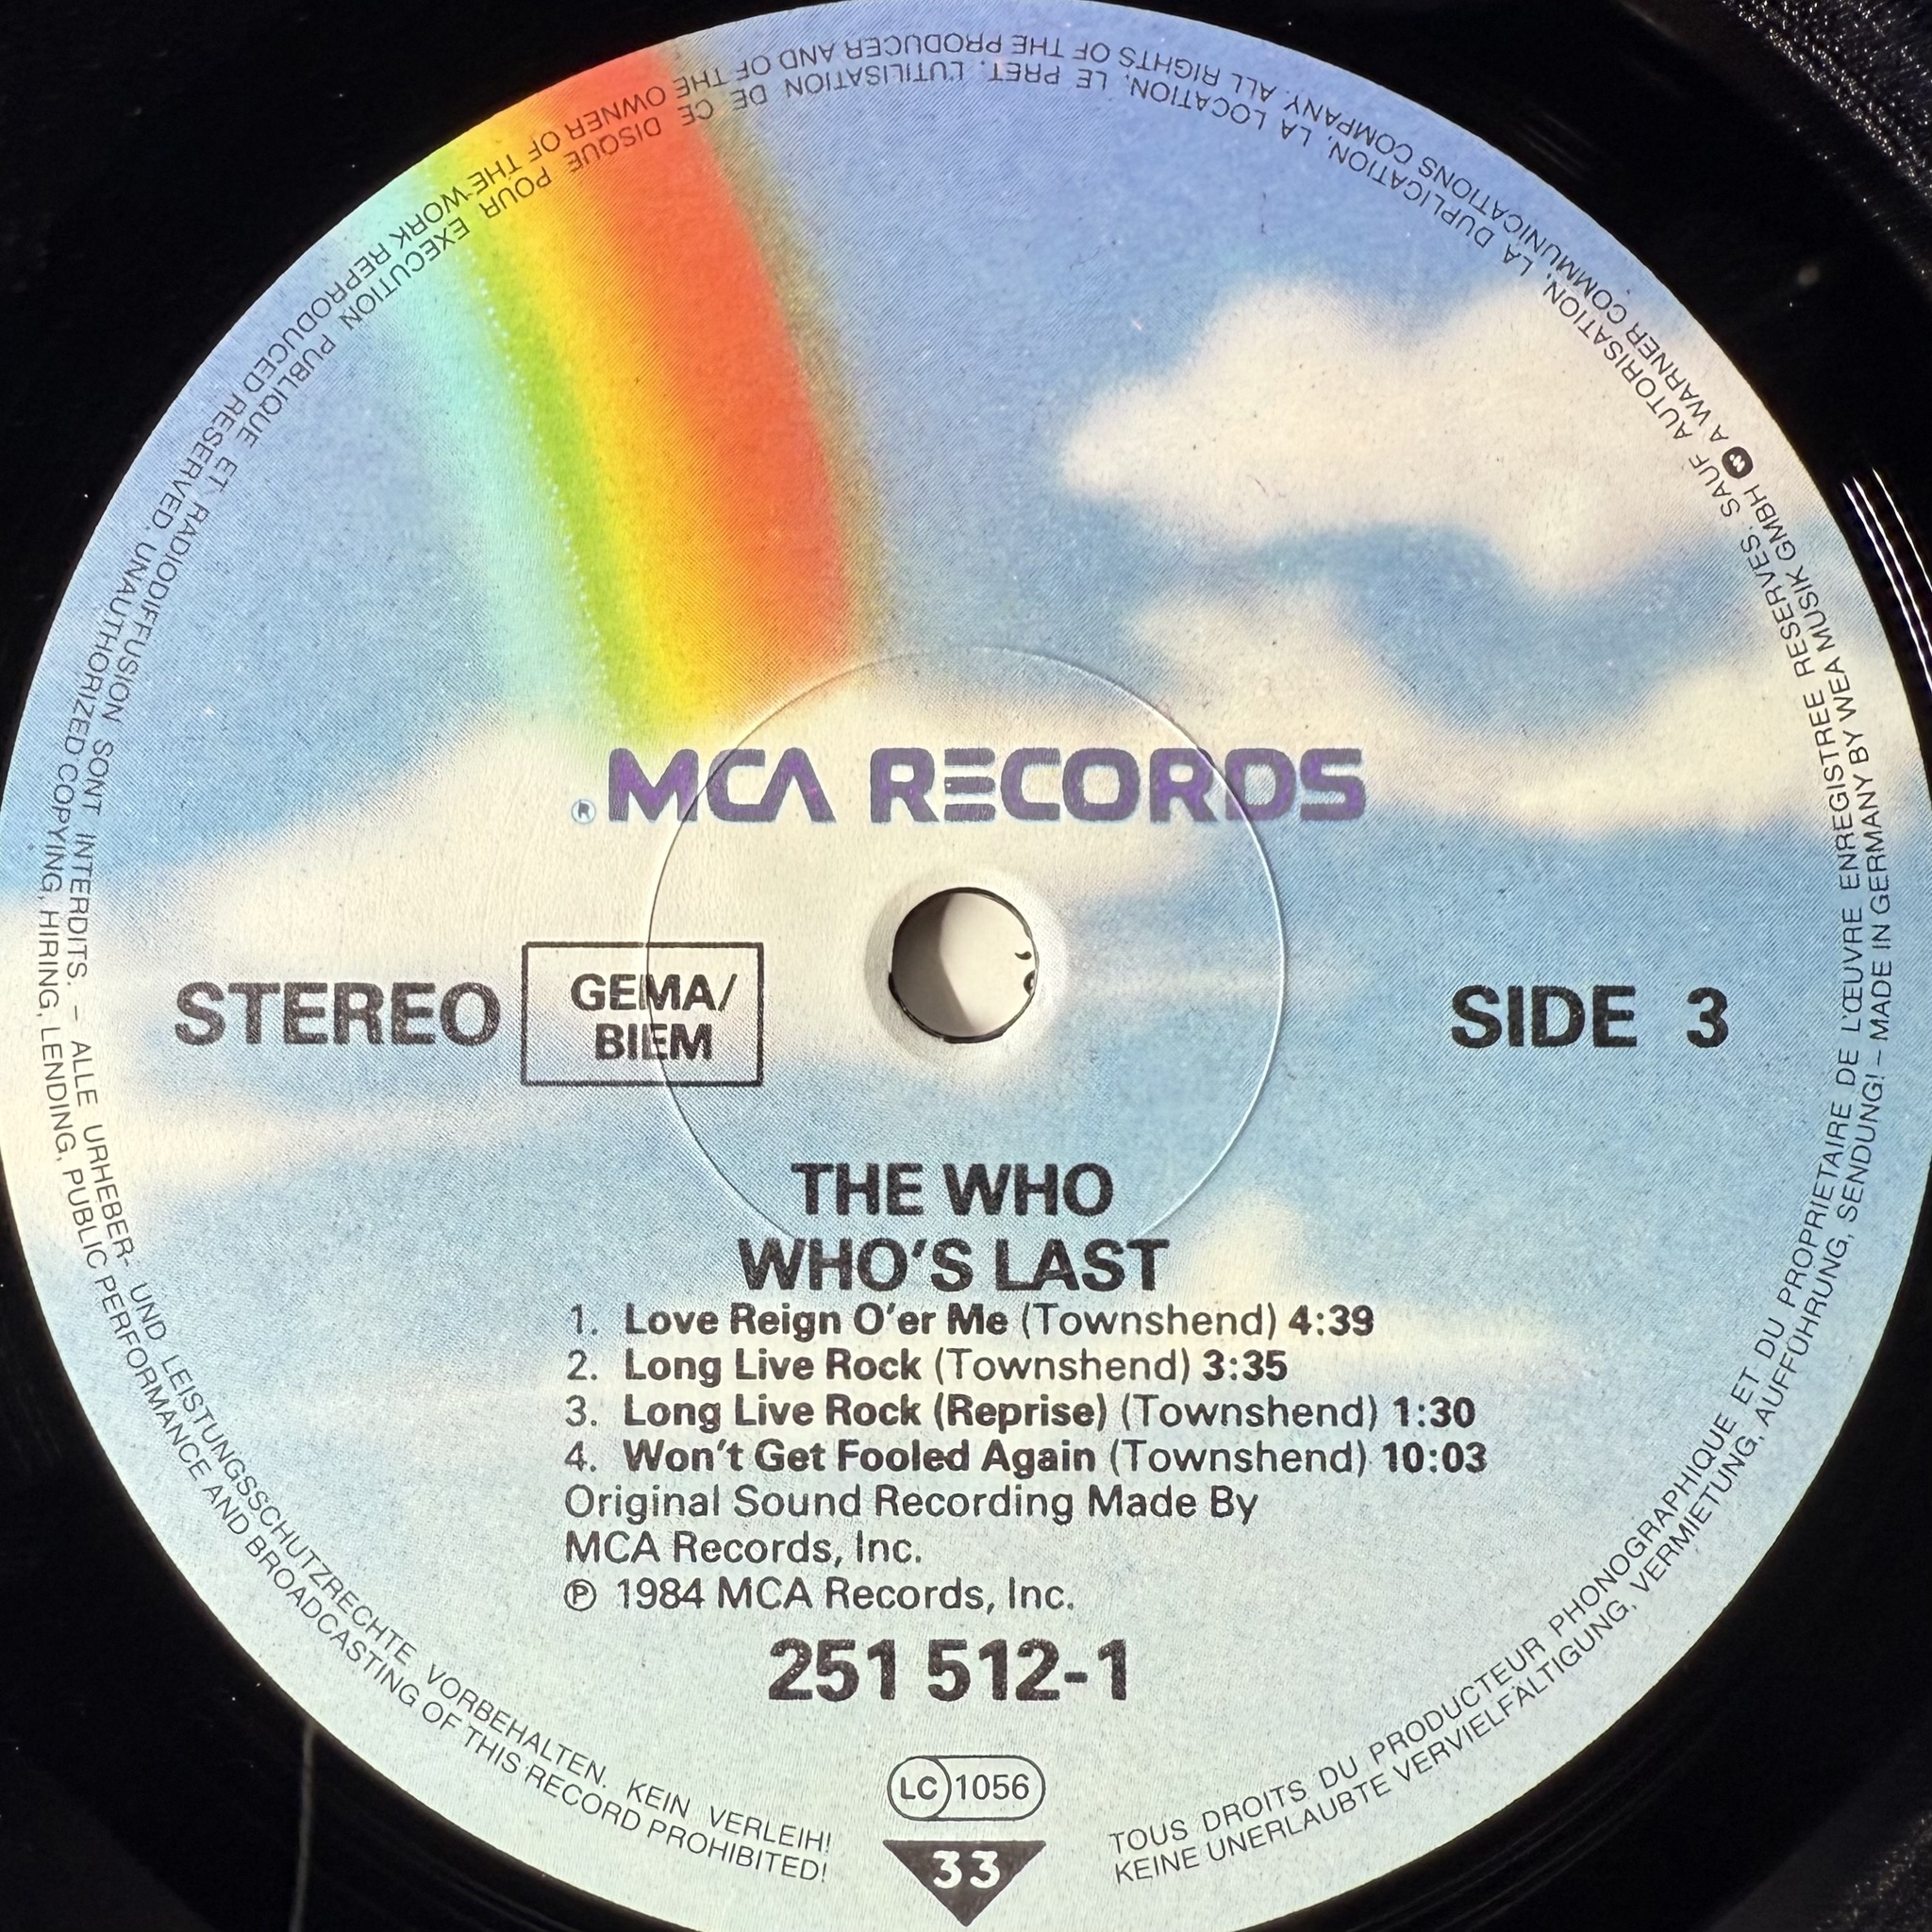 ® MCA RECORDS
STEREO
GEMA/
BIEM
SIDE 3
THE WHO
WHO'S LAST
1. Love Reign O'er Me (Townshend) 4:39
2. Long Live Rock (Townshend) 3:35
3. Long Live Rock (Reprise) (Townshend) 1:30
4. Won't Get Fooled Again (Townshend) 10:03
Original Sound Recording Made By
MCA Records, Inc.
℗ 1984 MCA Records, Inc.
251 512-1
LC 1056
33
TOUS DROITS DU PRODUCTEUR PHONOGRAPHIQUE ET DU PROPRIETAIRE DE L'ŒUVRE ENREGISTREE RESERVES. SAUF AUTORISATION, LA DUPLICATION, LA LOCATION, LE PRET, L'UTILISATION DE CE DISQUE POUR EXECUTION PUBLIQUE ET RADIODIFFUSION SONT INTERDITS. – ALLE URHEBER- UND LEISTUNGSSCHUTZRECHTE VORBEHALTEN. KEIN VERLEIH!
KEINE UNERLAUBTE VERVIELFÄLTIGUNG, VERMIETUNG, AUFFÜHRUNG, SENDUNG! – MADE IN GERMANY BY WEA MUSIK GMBH A WARNER COMMUNICATIONS COMPANY. ALL RIGHTS OF THE PRODUCER AND OF THE OWNER OF THE WORK REPRODUCED RESERVED. UNAUTHORIZED COPYING, HIRING, LENDING, PUBLIC PERFORMANCE AND BROADCASTING OF THIS RECORD PROHIBITED!